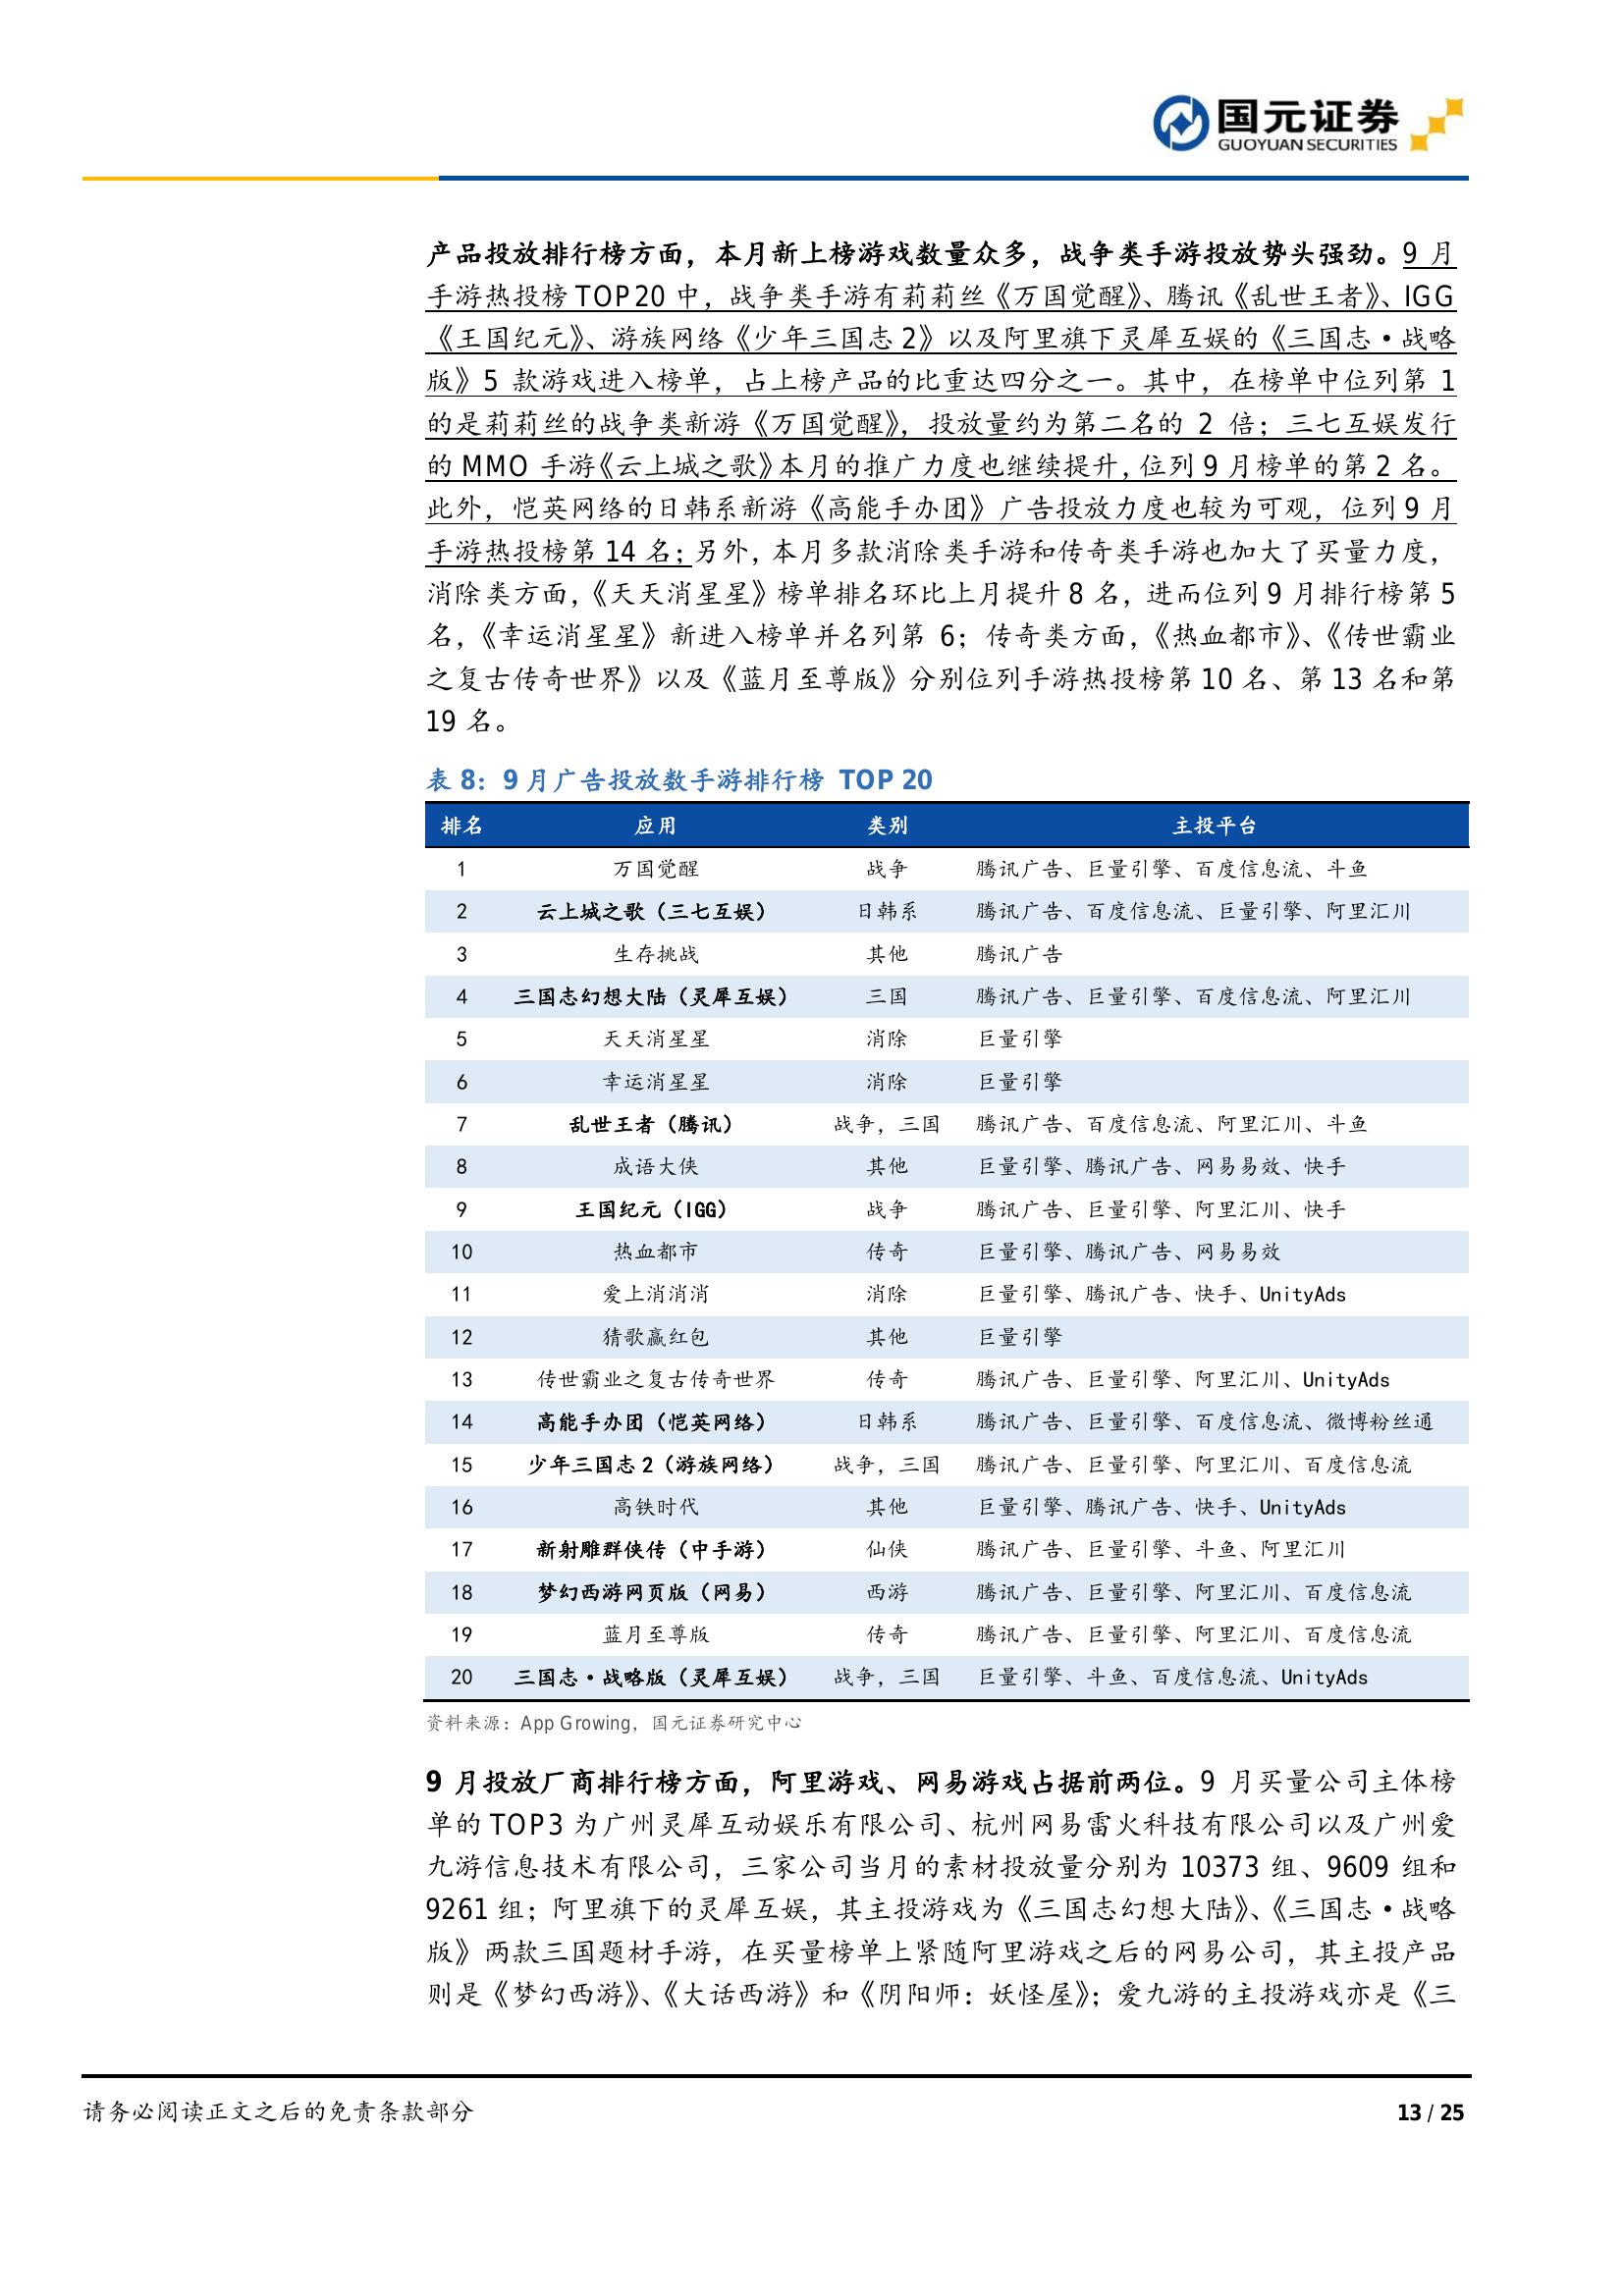 国元证券
GUOYUAN SECURITIES
产品投放排行榜方面，本月新上榜游戏数量众多，战争类手游投放势头强劲。9 月
手游热投榜 TOP20 中，战争类手游有莉莉丝《万国觉醒》、腾讯《乱世王者》、IGG
《王国纪元》、游族网络《少年三国志 2》以及阿里旗下灵犀互娱的《三国志·战略
版》5 款游戏进入榜单，占上榜产品的比重达四分之一。其中，在榜单中位列第 1
的是莉莉丝的战争类新游《万国觉醒》，投放量约为第二名的 2 倍；三七互娱发行
的 MMO 手游《云上城之歌》本月的推广力度也继续提升，位列 9 月榜单的第 2 名。
此外，恺英网络的日韩系新游《高能手办团》广告投放力度也较为可观，位列 9 月
手游热投榜第 14 名；另外，本月多款消除类手游和传奇类手游也加大了买量力度，
消除类方面，《天天消星星》榜单排名环比上月提升 8 名，进而位列 9 月排行榜第 5
名，《幸运消星星》新进入榜单并名列第 6；传奇类方面，《热血都市》、《传世霸业
之复古传奇世界》以及《蓝月至尊版》分别位列手游热投榜第 10 名、第 13 名和第
19 名。
表 8：9 月广告投放数手游排行榜 TOP 20
排名 应用 类别 主投平台
1 万国觉醒 战争 腾讯广告、巨量引擎、百度信息流、斗鱼
2 云上城之歌（三七互娱） 日韩系 腾讯广告、百度信息流、巨量引擎、阿里汇川
3 生存挑战 其他 腾讯广告
4 三国志幻想大陆（灵犀互娱） 三国 腾讯广告、巨量引擎、百度信息流、阿里汇川
5 天天消星星 消除 巨量引擎
6 幸运消星星 消除 巨量引擎
7 乱世王者（腾讯） 战争，三国 腾讯广告、百度信息流、阿里汇川、斗鱼
8 成语大侠 其他 巨量引擎、腾讯广告、网易易效、快手
9 王国纪元（IGG） 战争 腾讯广告、巨量引擎、阿里汇川、快手
10 热血都市 传奇 巨量引擎、腾讯广告、网易易效
11 爱上消消消 消除 巨量引擎、腾讯广告、快手、UnityAds
12 猜歌赢红包 其他 巨量引擎
13 传世霸业之复古传奇世界 传奇 腾讯广告、巨量引擎、阿里汇川、UnityAds
14 高能手办团（恺英网络） 日韩系 腾讯广告、巨量引擎、百度信息流、微博粉丝通
15 少年三国志 2（游族网络） 战争，三国 腾讯广告、巨量引擎、阿里汇川、百度信息流
16 高铁时代 其他 巨量引擎、腾讯广告、快手、UnityAds
17 新射雕群侠传（中手游） 仙侠 腾讯广告、巨量引擎、斗鱼、阿里汇川
18 梦幻西游网页版（网易） 西游 腾讯广告、巨量引擎、阿里汇川、百度信息流
19 蓝月至尊版 传奇 腾讯广告、巨量引擎、阿里汇川、百度信息流
20 三国志·战略版（灵犀互娱） 战争，三国 巨量引擎、斗鱼、百度信息流、UnityAds
资料来源：App Growing，国元证券研究中心
9 月投放厂商排行榜方面，阿里游戏、网易游戏占据前两位。9 月买量公司主体榜
单的 TOP3 为广州灵犀互动娱乐有限公司、杭州网易雷火科技有限公司以及广州爱
九游信息技术有限公司，三家公司当月的素材投放量分别为 10373 组、9609 组和
9261 组；阿里旗下的灵犀互娱，其主投游戏为《三国志幻想大陆》、《三国志·战略
版》两款三国题材手游，在买量榜单上紧随阿里游戏之后的网易公司，其主投产品
则是《梦幻西游》、《大话西游》和《阴阳师：妖怪屋》；爱九游的主投游戏亦是《三
请务必阅读正文之后的免责条款部分
13 / 25